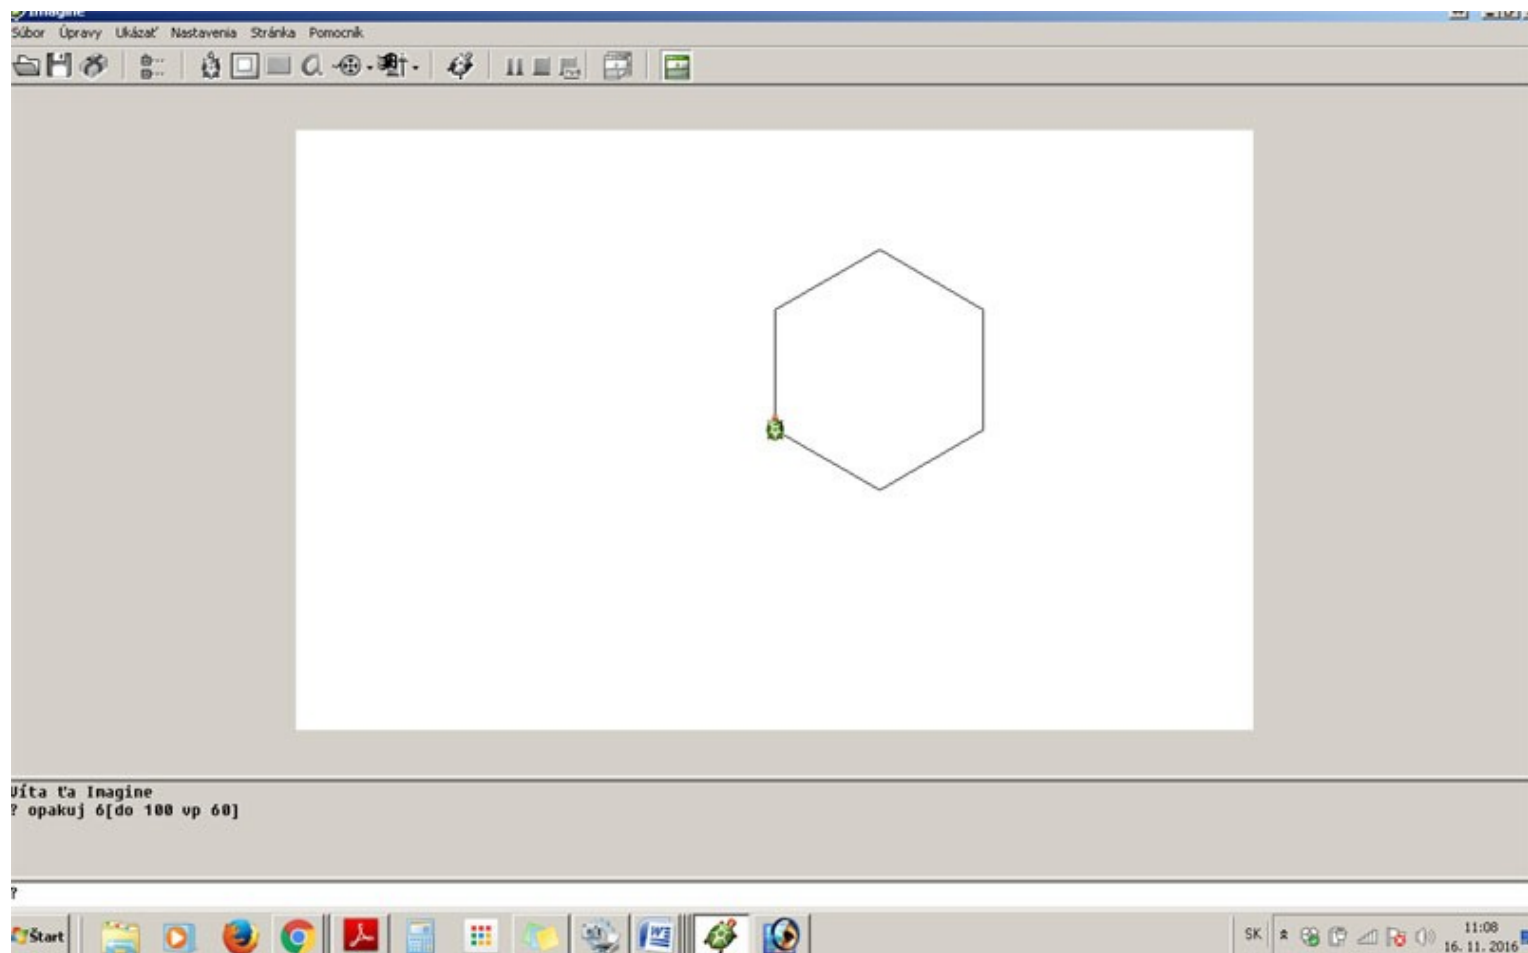 Imagine
Súbor Úpravy Ukázať Nastavenia Stránka Pomocník
Víta ťa Imagine
? opakuj 6[do 100 vp 60]
?
Štart
SK
11:08
16. 11. 2016